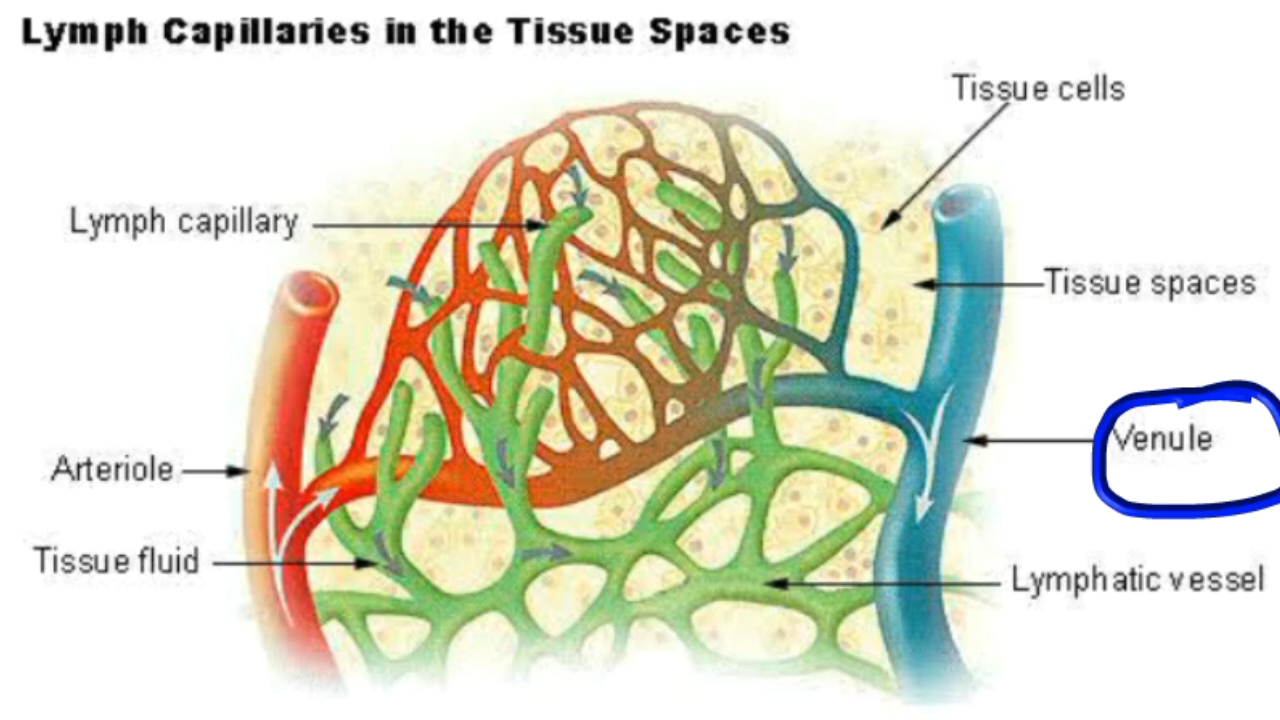 Lymph Capillaries in the Tissue Spaces
Tissue cells
Lymph capillary
Tissue spaces
Venule
Arteriole
Tissue fluid
Lymphatic vessel